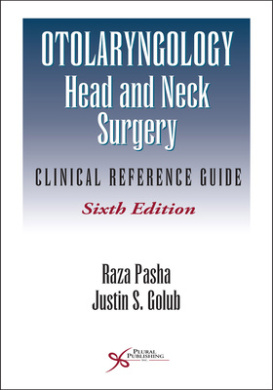 OTOLARYNGOLOGY
Head and Neck
Surgery
CLINICAL REFERENCE GUIDE
Sixth Edition
Raza Pasha
Justin S. Golub
PLURAL
PUBLISHING